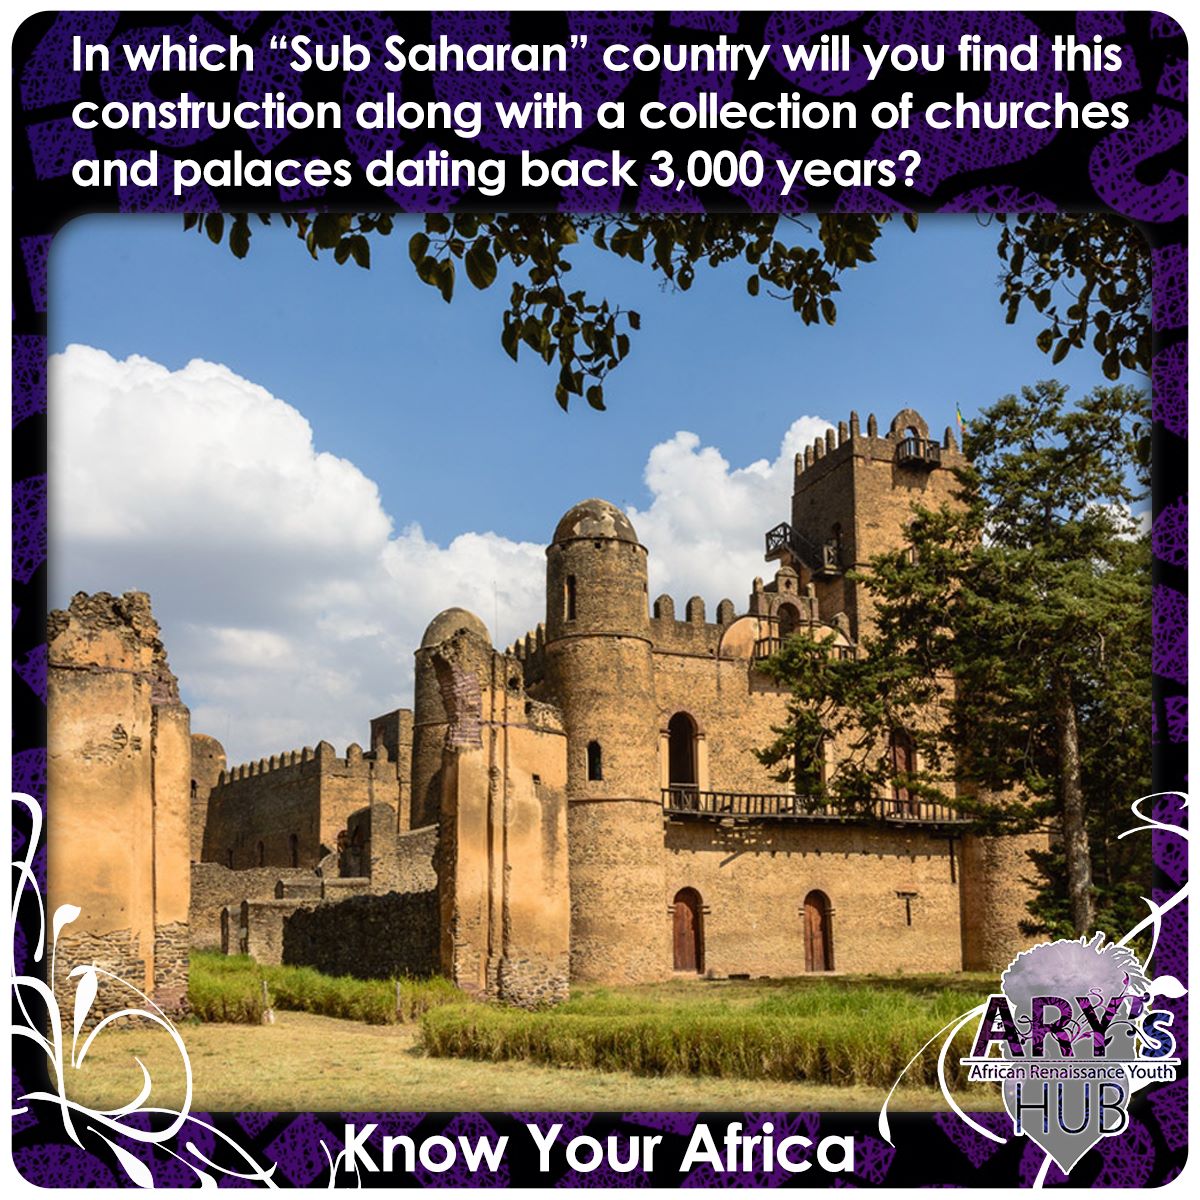 In which “Sub Saharan” country will you find this
construction along with a collection of churches
and palaces dating back 3,000 years?
ARY's
African Renaissance Youth
HUB
Know Your Africa